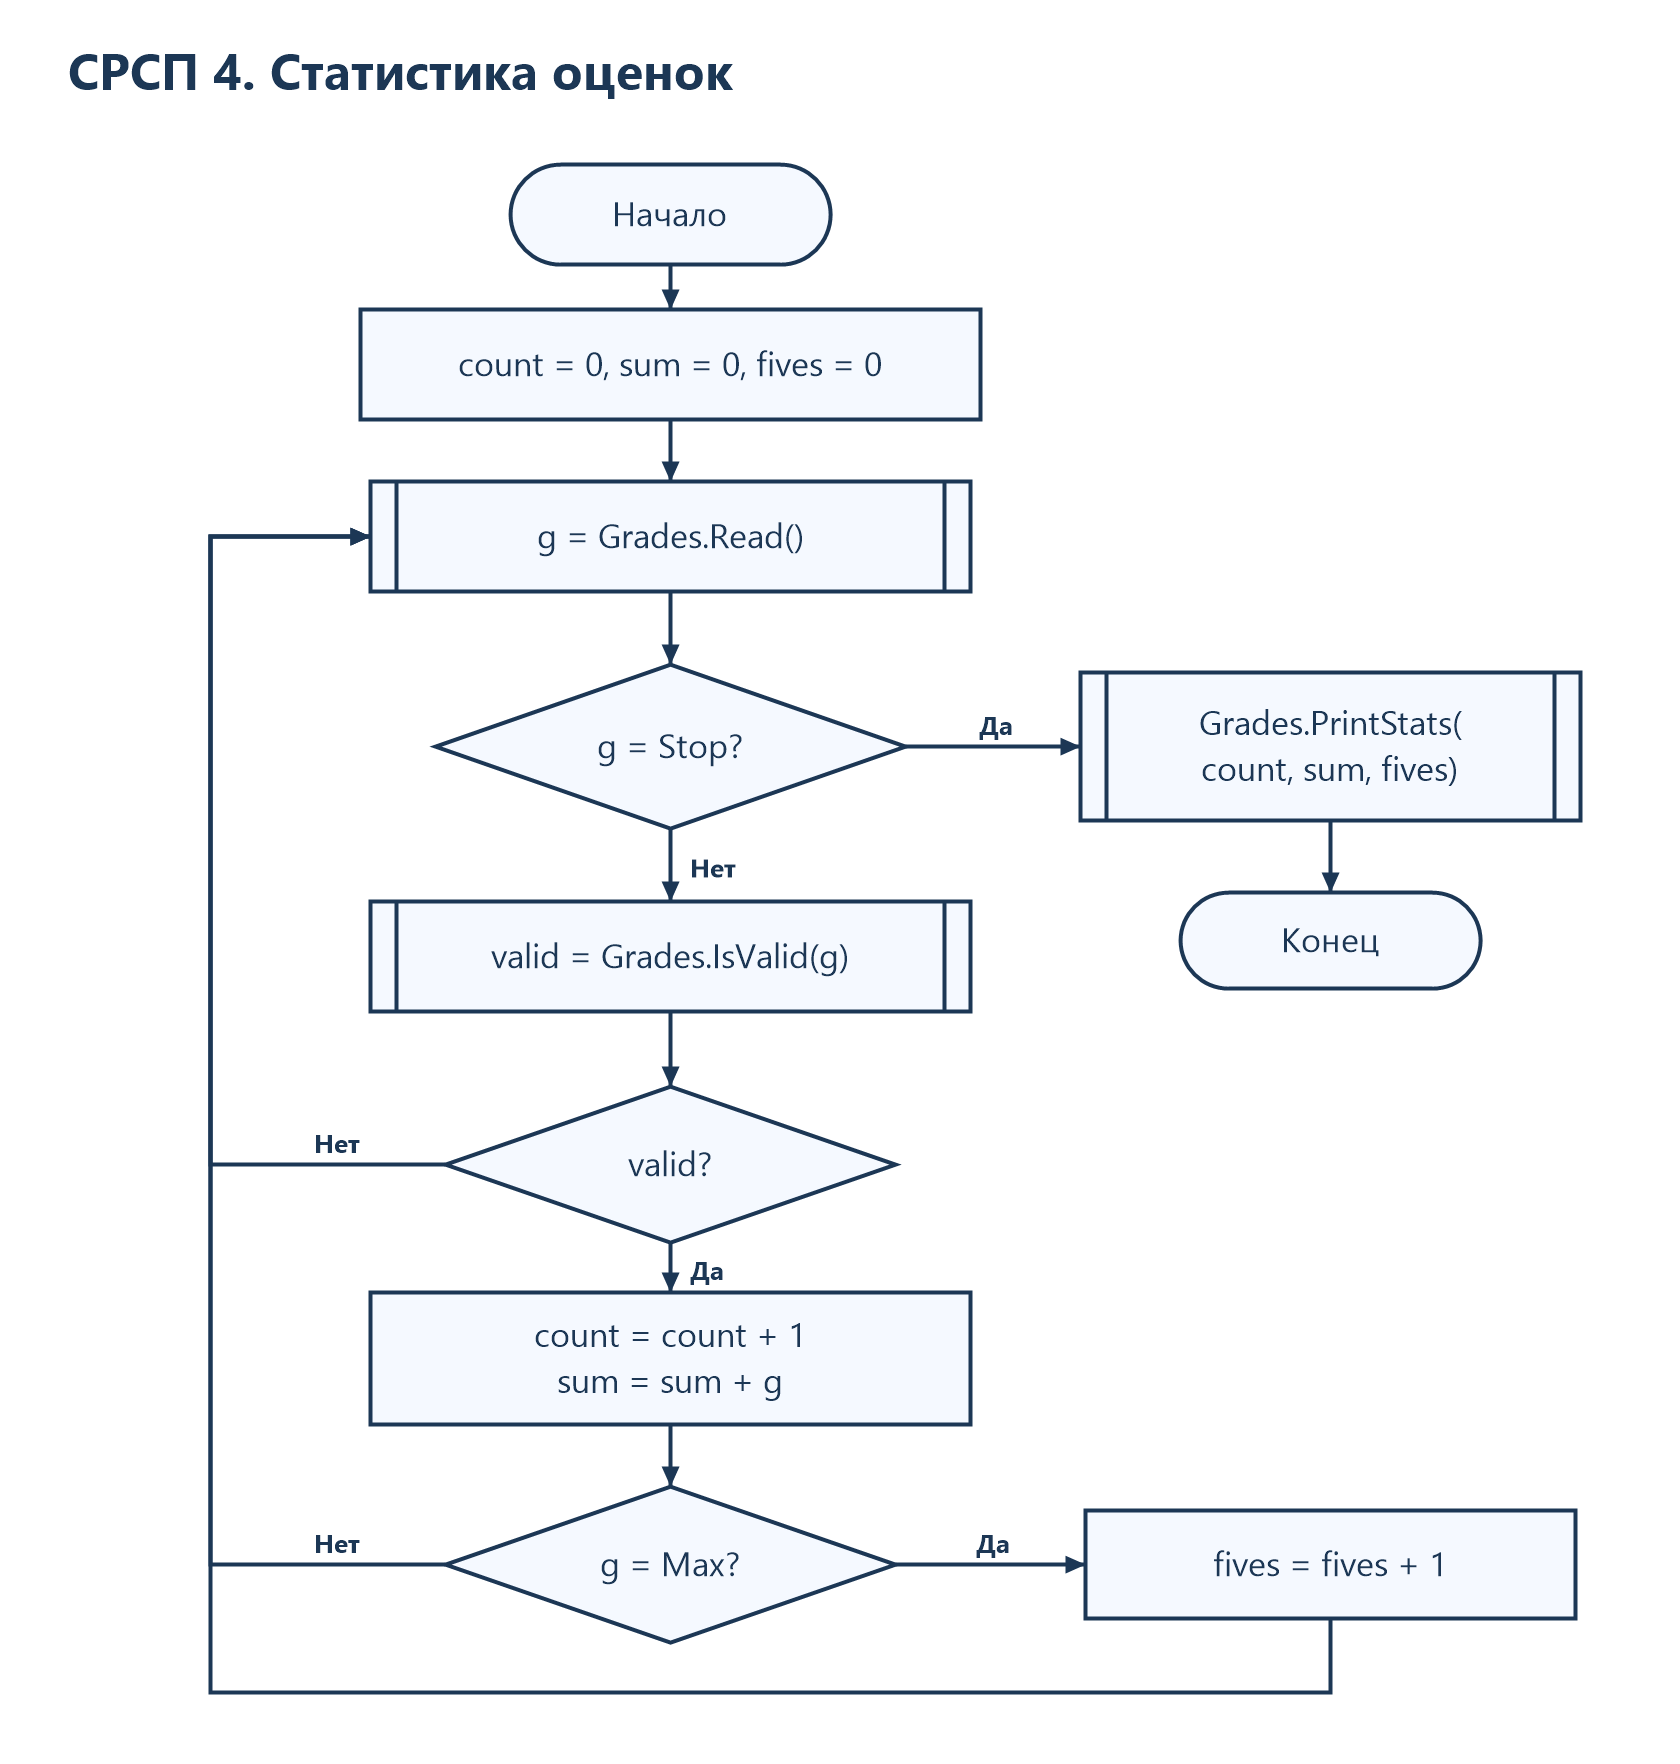 СРСП 4. Статистика оценок
Начало
count = 0, sum = 0, fives = 0
g = Grades.Read()
g = Stop?
Да
Grades.PrintStats(
count, sum, fives)
Нет
Конец
valid = Grades.IsValid(g)
valid?
Нет
Да
count = count + 1
sum = sum + g
g = Max?
Нет
Да
fives = fives + 1